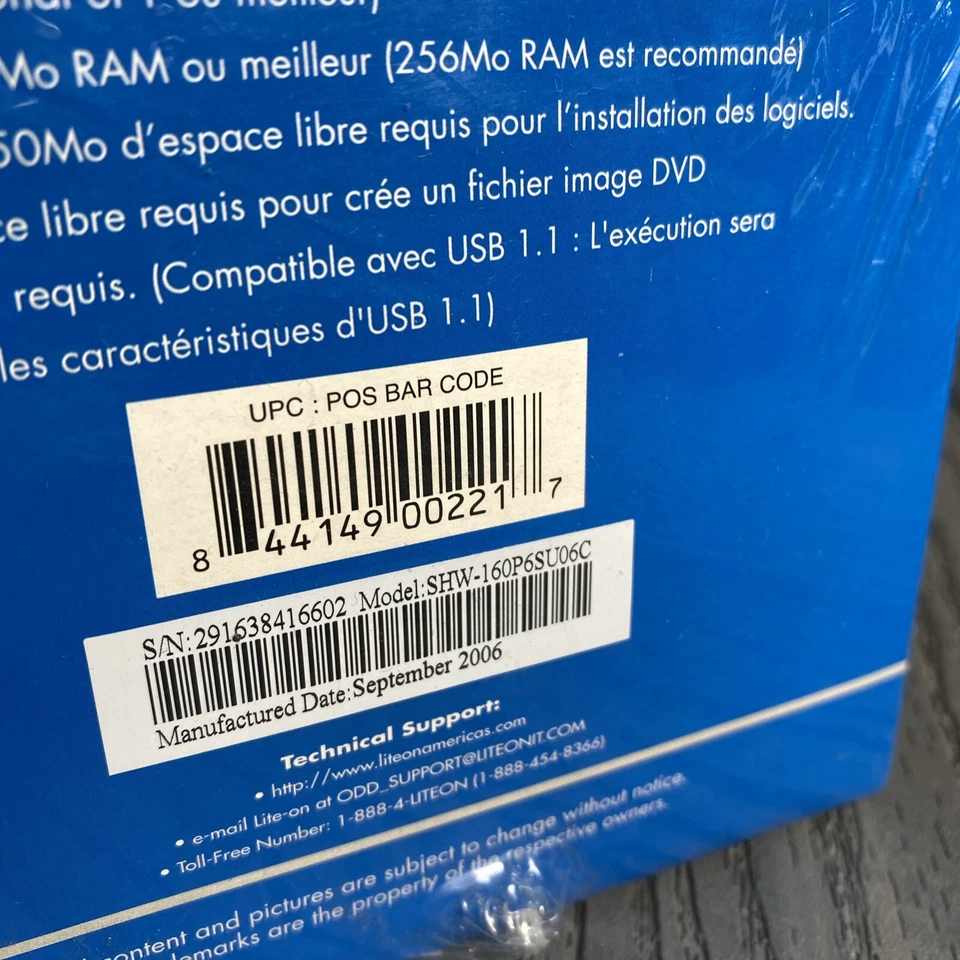 Mo RAM ou meilleur (256Mo RAM est recommandé)
50Mo d'espace libre requis pour l'installation des logiciels.
ce libre requis pour crée un fichier image DVD
requis. (Compatible avec USB 1.1 : L'exécution sera
les caractéristiques d'USB 1.1)
UPC : POS BAR CODE
8 44149 00221 7
S/N:291638416602 Model:SHW-160P6SU06C
Manufactured Date:September 2006
Technical Support:
• http://www.liteonamericas.com
• e-mail Lite-on at ODD_SUPPORT@LITEONIT.COM
• Toll-Free Number: 1-888-4-LITEON (1-888-454-8366)
content and pictures are subject to change without notice.
demarks are the property of the respective owners.